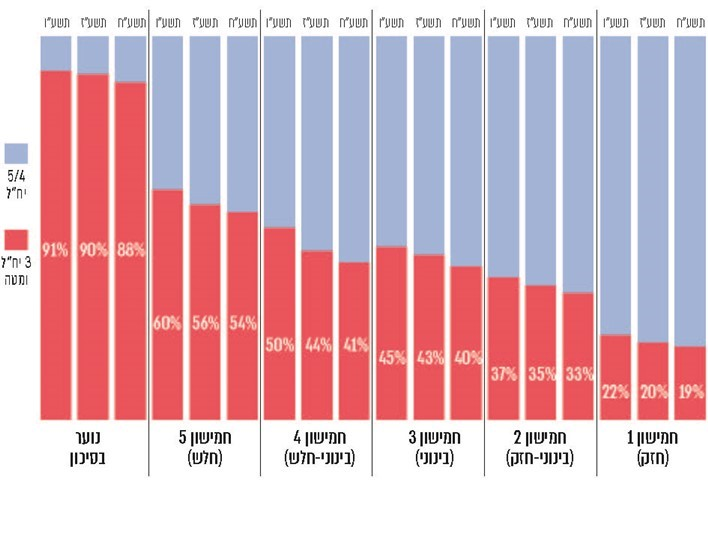 תשע"ו תשע"ז תשע"ח תשע"ו תשע"ז תשע"ח תשע"ו תשע"ז תשע"ח תשע"ו תשע"ז תשע"ח תשע"ו תשע"ז תשע"ח תשע"ו תשע"ז תשע"ח
5/4
יח"ל
3 יח"ל
ומטה
91% 90% 88%
60% 56% 54%
50% 44% 41%
45% 43% 40%
37% 35% 33%
22% 20% 19%
נוער
בסיכון
חמישון 5
(חלש)
חמישון 4
(בינוני-חלש)
חמישון 3
(בינוני)
חמישון 2
(בינוני-חזק)
חמישון 1
(חזק)